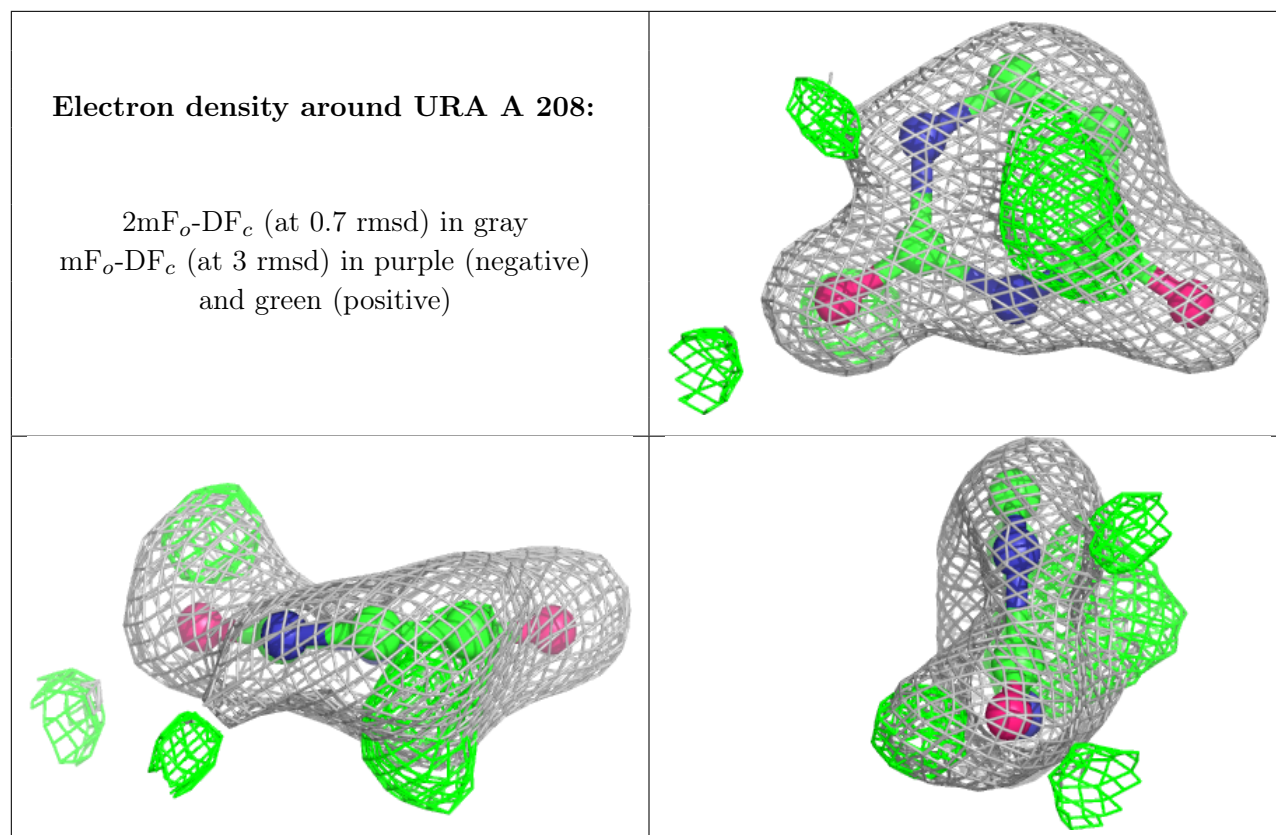 Electron density around URA A 208:
2mFₒ-DF𝒸 (at 0.7 rmsd) in gray
mFₒ-DF𝒸 (at 3 rmsd) in purple (negative)
and green (positive)